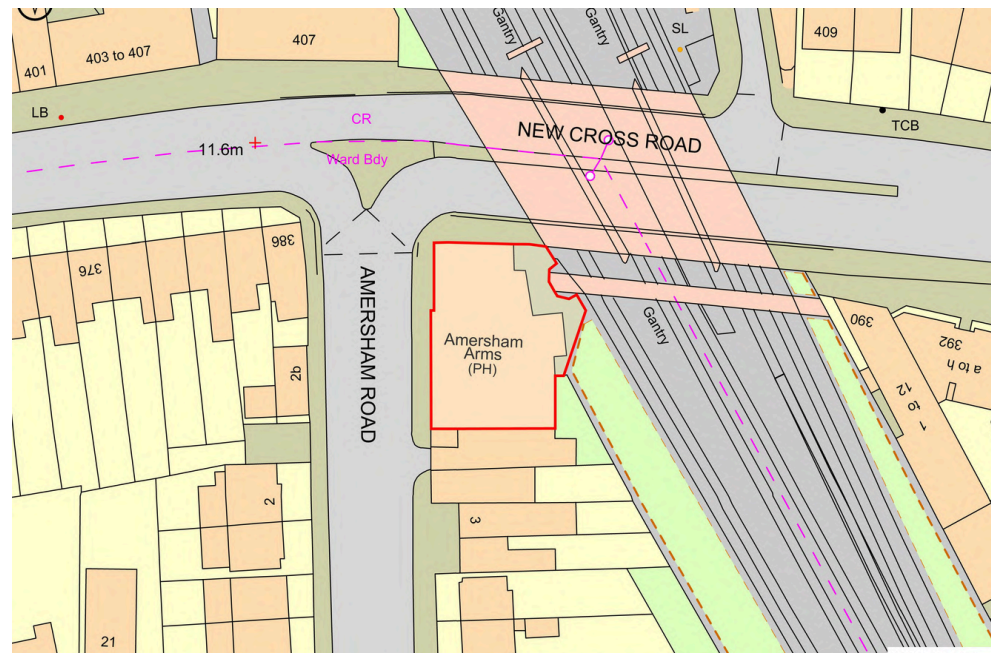 401
403 to 407
407
Gantry
Gantry
SL
409
LB
CR
NEW CROSS ROAD
TCB
11.6m
Ward Bdy
376
386
AMERSHAM ROAD
Amersham
Arms
(PH)
Gantry
390
392
a to h
1 to 12
2b
2
3
21